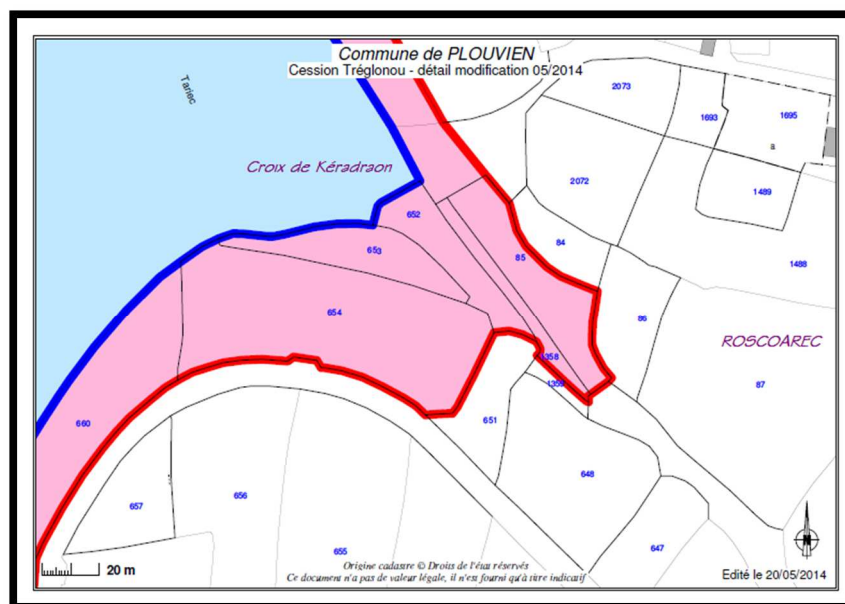 Commune de PLOUVIEN
Cession Tréglonou - détail modification 05/2014
Tariec
Croix de Kéradraon
2073
1693
1695
8
2072
1489
652
84
653
85
1488
654
86
ROSCOAREC
1358
1359
87
660
651
648
657
656
655
647
20 m
N
Origine cadastre © Droits de l'état réservés
Ce document n'a pas de valeur légale, il n'est fourni qu'à titre indicatif
Edité le 20/05/2014